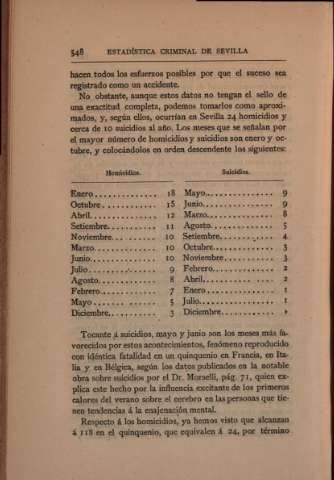 548 ESTADÍSTICA CRIMINAL DE SEVILLA
hacen todos los esfuerzos posibles por que el suceso sea
registrado como un accidente.
No obstante, aunque estos datos no tengan el sello de
una exactitud completa, podemos tomarlos como aproxi-
mados, y, según ellos, ocurrían en Sevilla 24 homicidios y
cerca de 10 suicidios al año. Los meses que se señalan por
el mayor número de homicidios y suicidios son enero y oc-
tubre, y colocándolos en orden descendente los siguientes:
Homicidios. Suicidios.
Enero.............. 18 Mayo................ 9
Octubre............. 15 Junio................ 9
Abril................ 12 Marzo............... 8
Setiembre........... 11 Agosto............... 5
Noviembre.......... 10 Setiembre............ 4
Marzo............... 10 Octubre.............. 3
Junio................ 10 Noviembre........... 3
Julio................ 9 Febrero.............. 2
Agosto.............. 8 Abril................ 2
Febrero............. 7 Enero............... 1
Mayo............... 5 Julio................ 1
Diciembre........... 3 Diciembre...........
Tocante á suicidios, mayo y junio son los meses más fa-
vorecidos por estos acontecimientos, fenómeno reproducido
con idéntica fatalidad en un quinquenio en Francia, en Ita-
lia y en Bélgica, según los datos publicados en la notable
obra sobre suicidios por el Dr. Morselli, pág. 71, quien ex-
plica este hecho por la influencia excitante de los primeros
calores del verano sobre el cerebro en las personas que tie-
nen tendencias á la enajenación mental.
Respecto á los homicidios, ya hemos visto que alcanzan
á 118 en el quinquenio, que equivalen á 24, por término